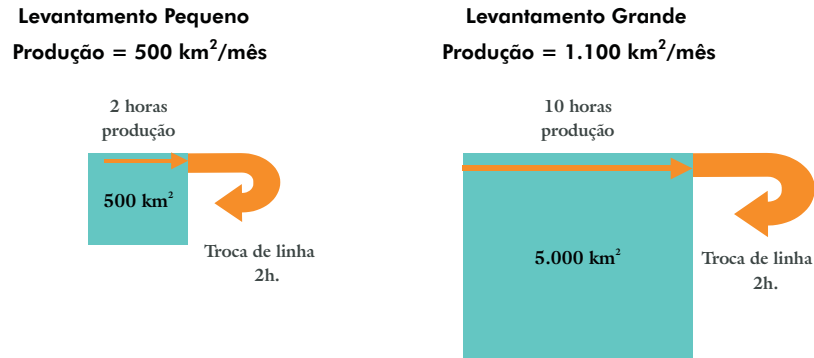 Levantamento Pequeno
Produção = 500 km²/mês
2 horas
produção
500 km²
Troca de linha
2h.
Levantamento Grande
Produção = 1.100 km²/mês
10 horas
produção
5.000 km²
Troca de linha
2h.